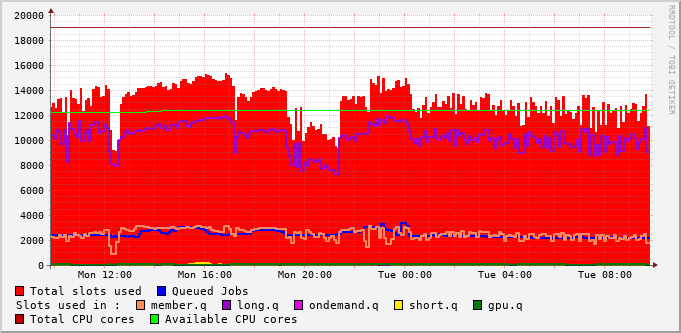 20000
18000
16000
14000
12000
10000
8000
6000
4000
2000
0
Mon 12:00 Mon 16:00 Mon 20:00 Tue 00:00 Tue 04:00 Tue 08:00
RRDTOOL / TOBI OETIKER
Total slots used Queued Jobs
Slots used in : member.q long.q ondemand.q short.q gpu.q
Total CPU cores Available CPU cores